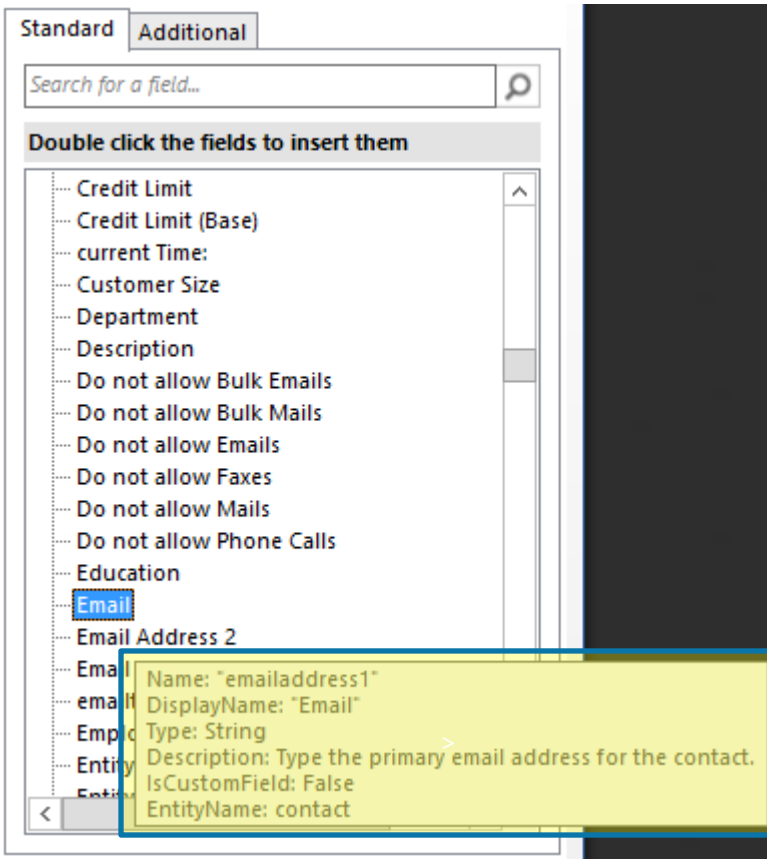 Standard
Additional
Search for a field...
Double click the fields to insert them
Credit Limit
Credit Limit (Base)
current Time:
Customer Size
Department
Description
Do not allow Bulk Emails
Do not allow Bulk Mails
Do not allow Emails
Do not allow Faxes
Do not allow Mails
Do not allow Phone Calls
Education
Email
Email Address 2
Email
Name: "emailaddress1"
DisplayName: "Email"
Type: String
Description: Type the primary email address for the contact.
IsCustomField: False
EntityName: contact